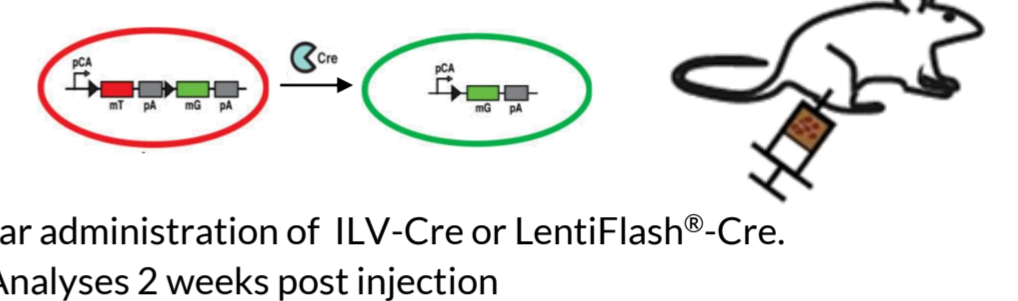 pCA
mT pA mG pA
Cre
pCA
mG pA
administration of ILV-Cre or LentiFlash®-Cre.
Analyses 2 weeks post injection